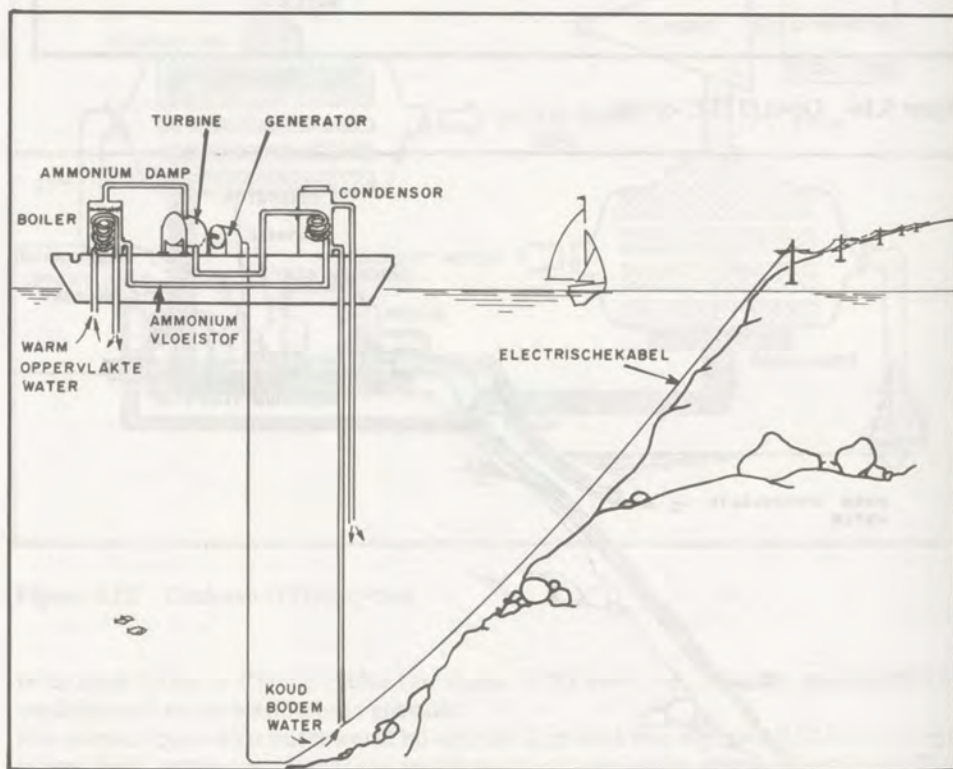 TURBINE
GENERATOR
AMMONIUM DAMP
CONDENSOR
BOILER
AMMONIUM
VLOEISTOF
WARM
OPPERVLAKTE
WATER
ELECTRISCHEKABEL
KOUD
BODEM
WATER